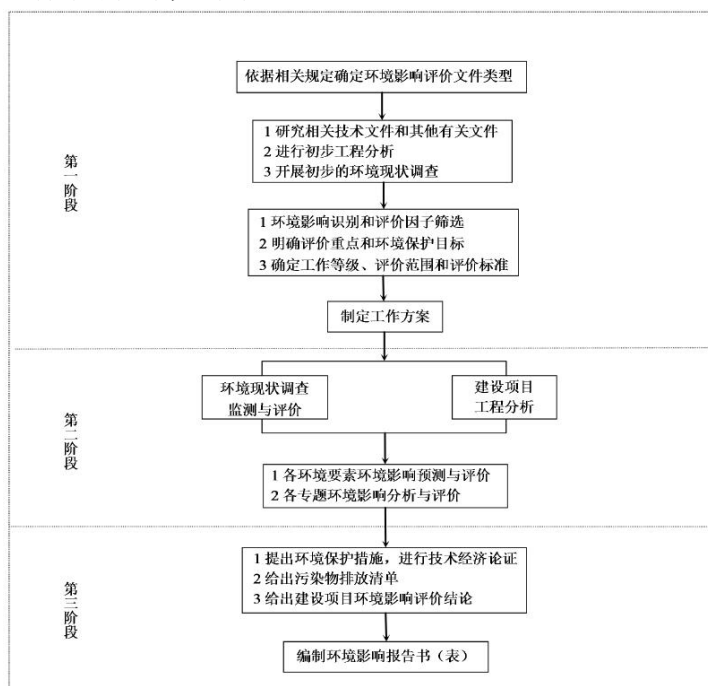 依据相关规定确定环境影响评价文件类型
第一阶段
1 研究相关技术文件和其他有关文件
2 进行初步工程分析
3 开展初步的环境现状调查
1 环境影响识别和评价因子筛选
2 明确评价重点和环境保护目标
3 确定工作等级、评价范围和评价标准
制定工作方案
第二阶段
环境现状调查
监测与评价
建设项目
工程分析
1 各环境要素环境影响预测与评价
2 各专题环境影响分析与评价
第三阶段
1 提出环境保护措施，进行技术经济论证
2 给出污染物排放清单
3 给出建设项目环境影响评价结论
编制环境影响报告书（表）